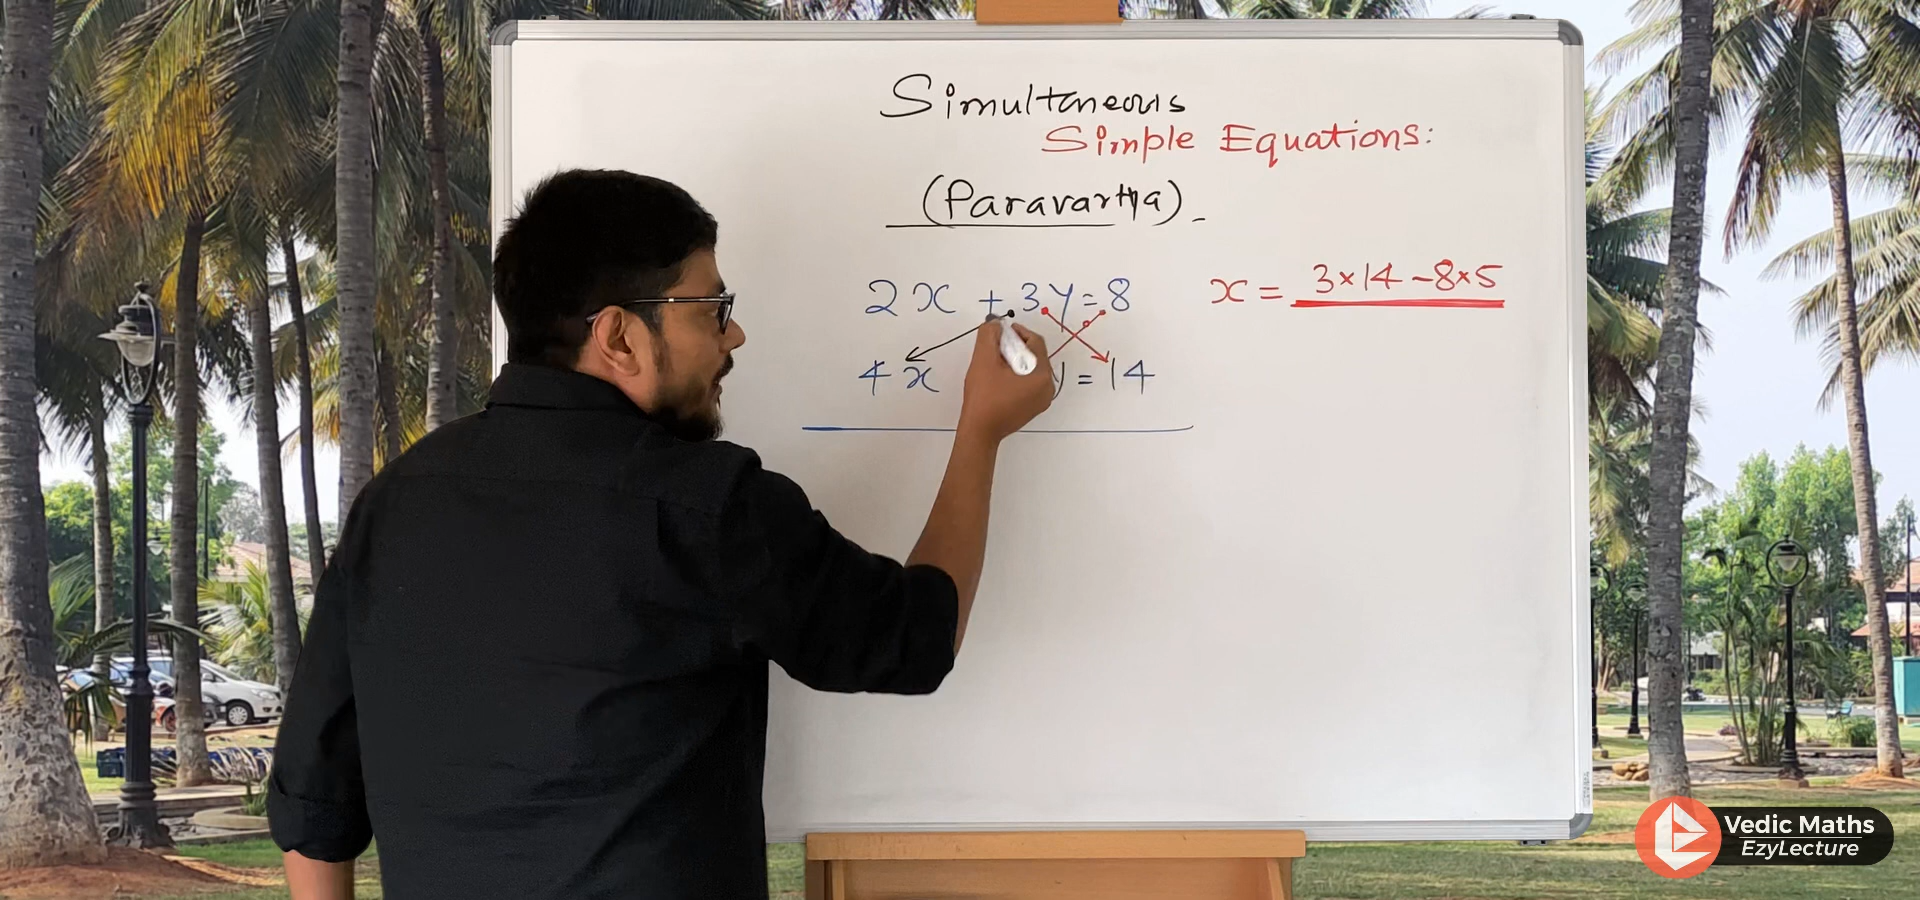 Simultaneous
Simple Equations:
(Paravartya)
2x + 3y = 8
x = 3×14 - 8×5
4x y = 14
Vedic Maths
EzyLecture